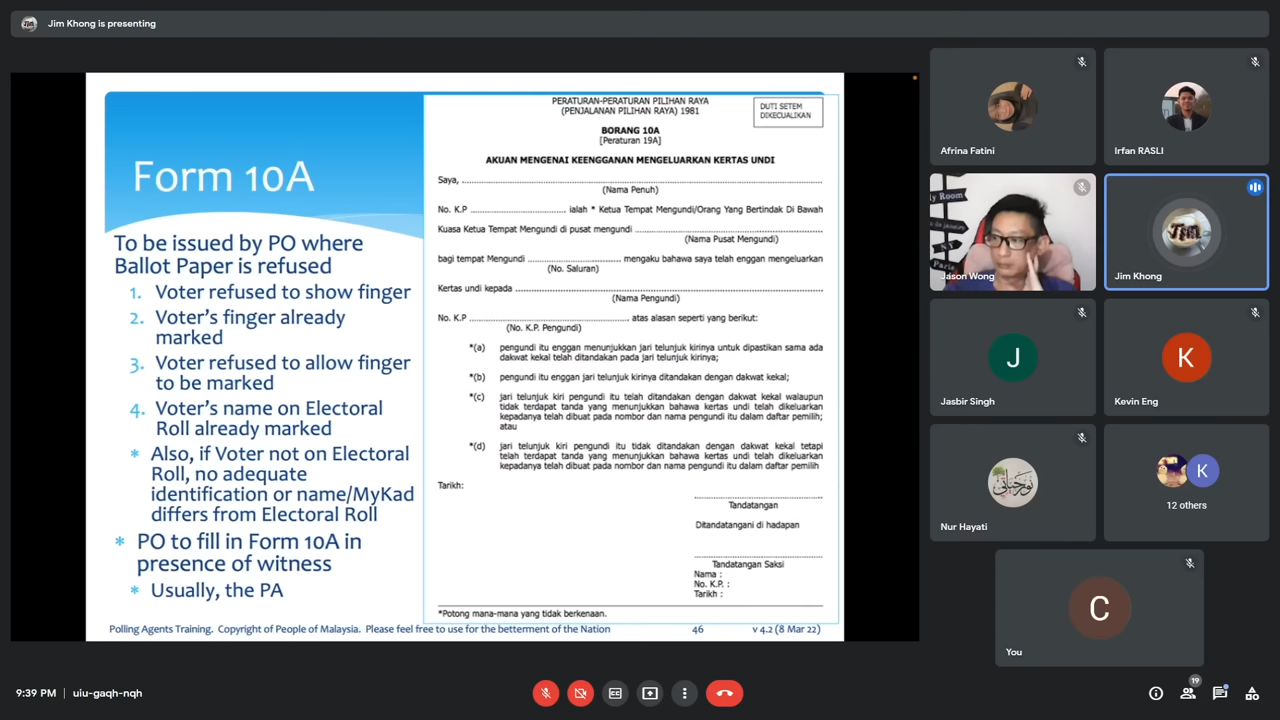 Jim Khong is presenting
Form 10A
To be issued by PO where
Ballot Paper is refused
1. Voter refused to show finger
2. Voter's finger already
marked
3. Voter refused to allow finger
to be marked
4. Voter's name on Electoral
Roll already marked
* Also, if Voter not on Electoral
Roll, no adequate
identification or name/MyKad
differs from Electoral Roll
* PO to fill in Form 10A in
presence of witness
* Usually, the PA
PERATURAN-PERATURAN PILIHAN RAYA
(PENJALANAN PILIHAN RAYA) 1981
DUTI SETEM
DIKECUALIKAN
BORANG 10A
[Peraturan 19A]
AKUAN MENGENAI KEENGGANAN MENGELUARKAN KERTAS UNDI
Saya, ........................................
(Nama Penuh)
No. K.P .............................. ialah * Ketua Tempat Mengundi/Orang Yang Bertindak Di Bawah
Kuasa Ketua Tempat Mengundi di pusat mengundi ........................................
(Nama Pusat Mengundi)
bagi tempat Mengundi .............................. mengaku bahawa saya telah enggan mengeluarkan
(No. Saluran)
Kertas undi kepada ........................................
(Nama Pengundi)
No. K.P ........................................ atas alasan seperti yang berikut:
(No. K.P. Pengundi)
*(a) pengundi itu enggan menunjukkan jari telunjuk kirinya untuk dipastikan sama ada
dakwat kekal telah ditandakan pada jari telunjuk kirinya;
*(b) pengundi itu enggan jari telunjuk kirinya ditandakan dengan dakwat kekal;
*(c) jari telunjuk kiri pengundi itu telah ditandakan dengan dakwat kekal walaupun
tidak terdapat tanda yang menunjukkan bahawa kertas undi telah dikeluarkan
kepadanya telah dibuat pada nombor dan nama pengundi itu dalam daftar pemilih;
atau
*(d) jari telunjuk kiri pengundi itu tidak ditandakan dengan dakwat kekal tetapi
telah terdapat tanda yang menunjukkan bahawa kertas undi telah dikeluarkan
kepadanya telah dibuat pada nombor dan nama pengundi itu dalam daftar pemilih
Tarikh:
Tandatangan
Ditandatangani di hadapan
Tandatangan Saksi
Nama :
No. K.P. :
Tarikh :
*Potong mana-mana yang tidak berkenaan.
Polling Agents Training. Copyright of People of Malaysia. Please feel free to use for the betterment of the Nation
46
v 4.2 (8 Mar 22)
Afrina Fatini
Irfan RASLI
Jason Wong
Jim Khong
J
Jasbir Singh
K
Kevin Eng
Nur Hayati
K
12 others
C
You
9:39 PM | uiu-gaqh-nqh
19